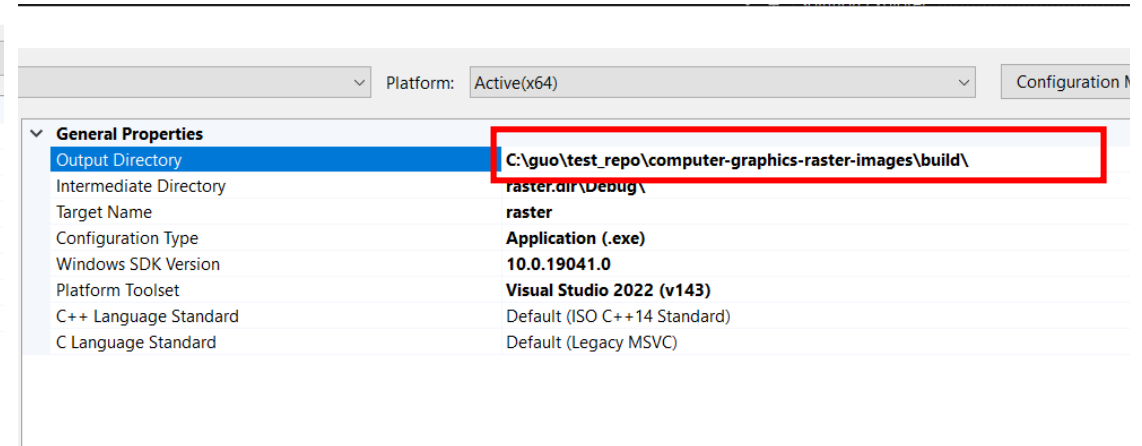 Platform: Active(x64) Configuration M
General Properties
Output Directory C:\guo\test_repo\computer-graphics-raster-images\build\
Intermediate Directory raster.dir\Debug\
Target Name raster
Configuration Type Application (.exe)
Windows SDK Version 10.0.19041.0
Platform Toolset Visual Studio 2022 (v143)
C++ Language Standard Default (ISO C++14 Standard)
C Language Standard Default (Legacy MSVC)